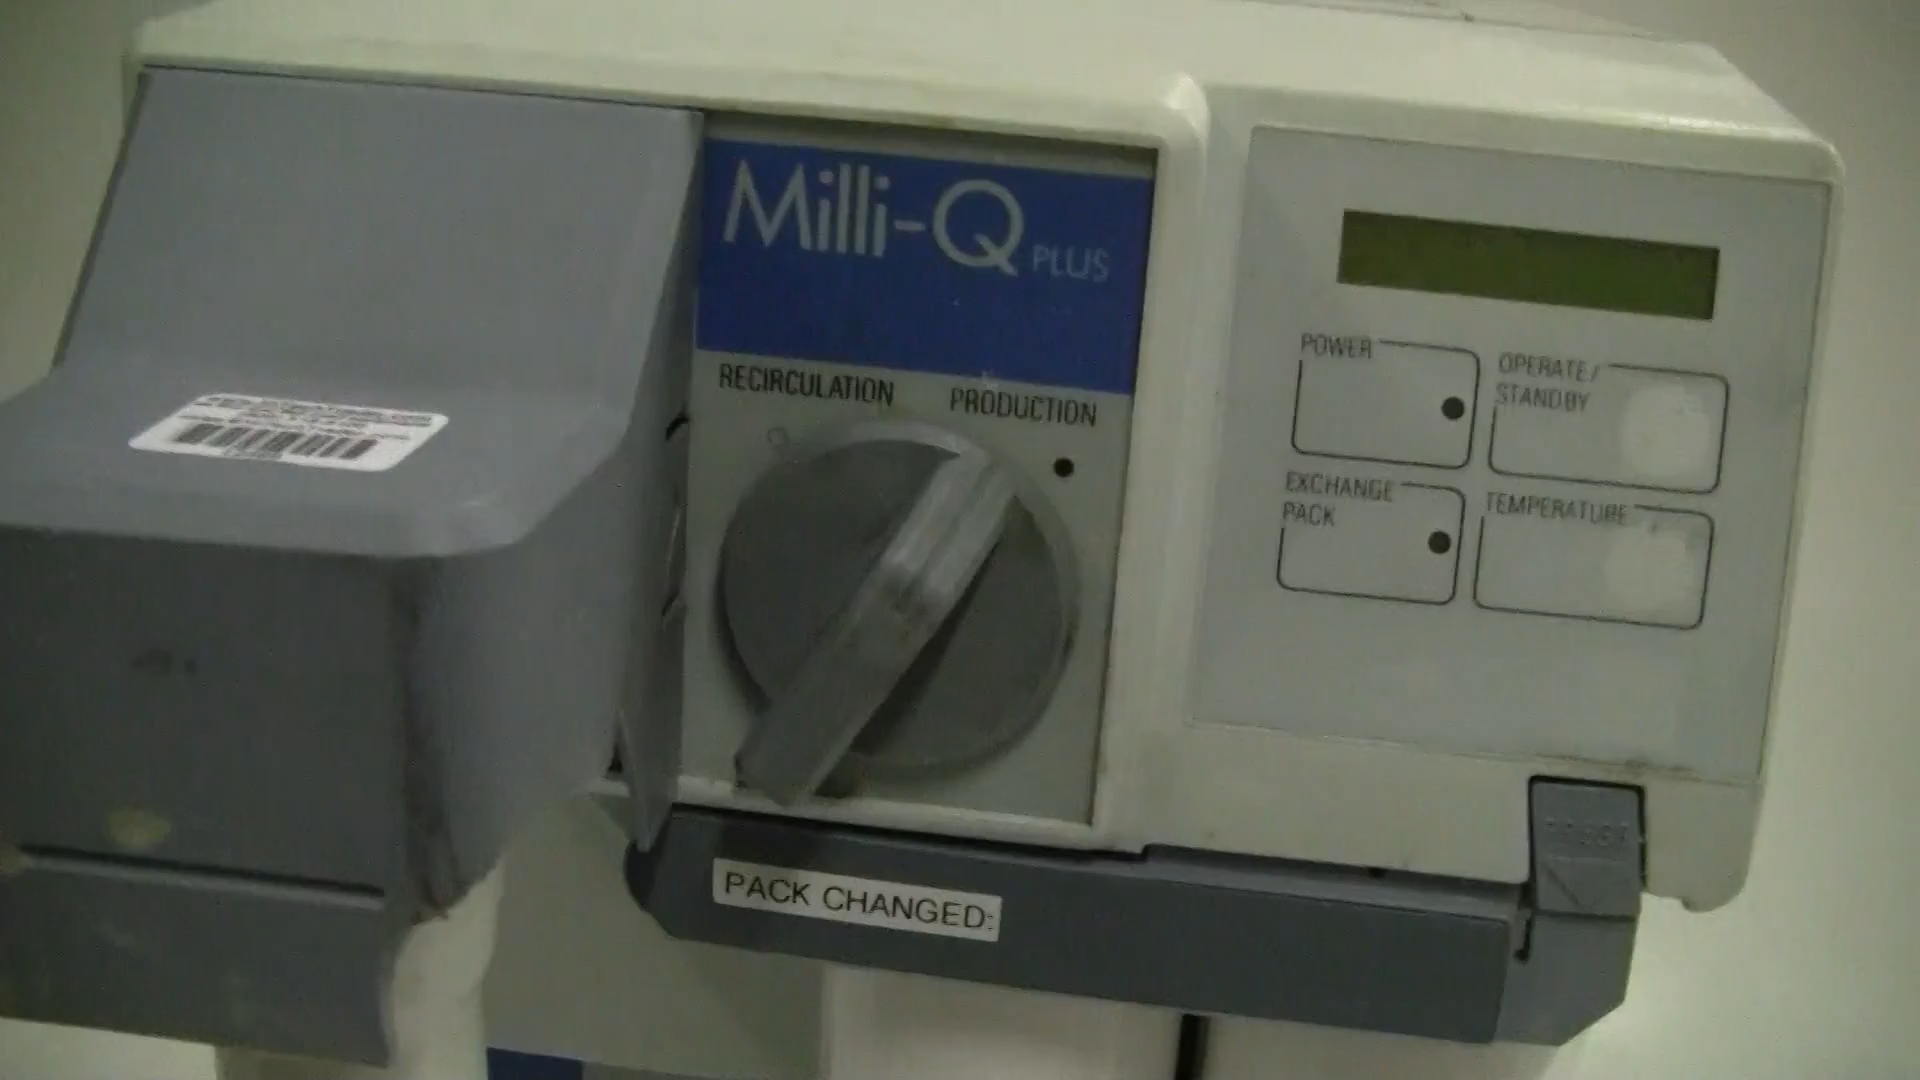 Milli-Q PLUS
RECIRCULATION
PRODUCTION
POWER
OPERATE/
STANDBY
EXCHANGE
PACK
TEMPERATURE
PACK CHANGED: